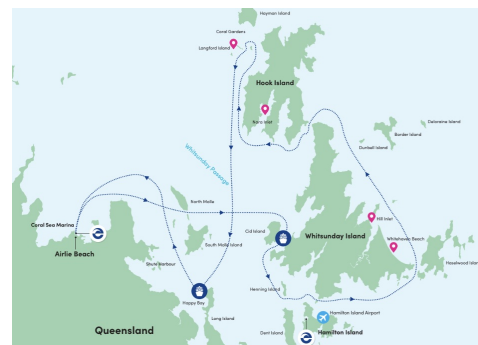 Hayman Island
Coral Gardens
Langford Island
Hook Island
Nara Inlet
Deloraine Island
Border Island
Dumbell Island
Whitsunday Passage
North Molle
Hill Inlet
Coral Sea Marina
Cid Island
Whitsunday Island
Whitehaven Beach
South Molle Island
Airlie Beach
Shute Harbour
Haselwood Island
Henning Island
Happy Bay
Long Island
Hamilton Island Airport
Queensland
Dent Island
Hamilton Island